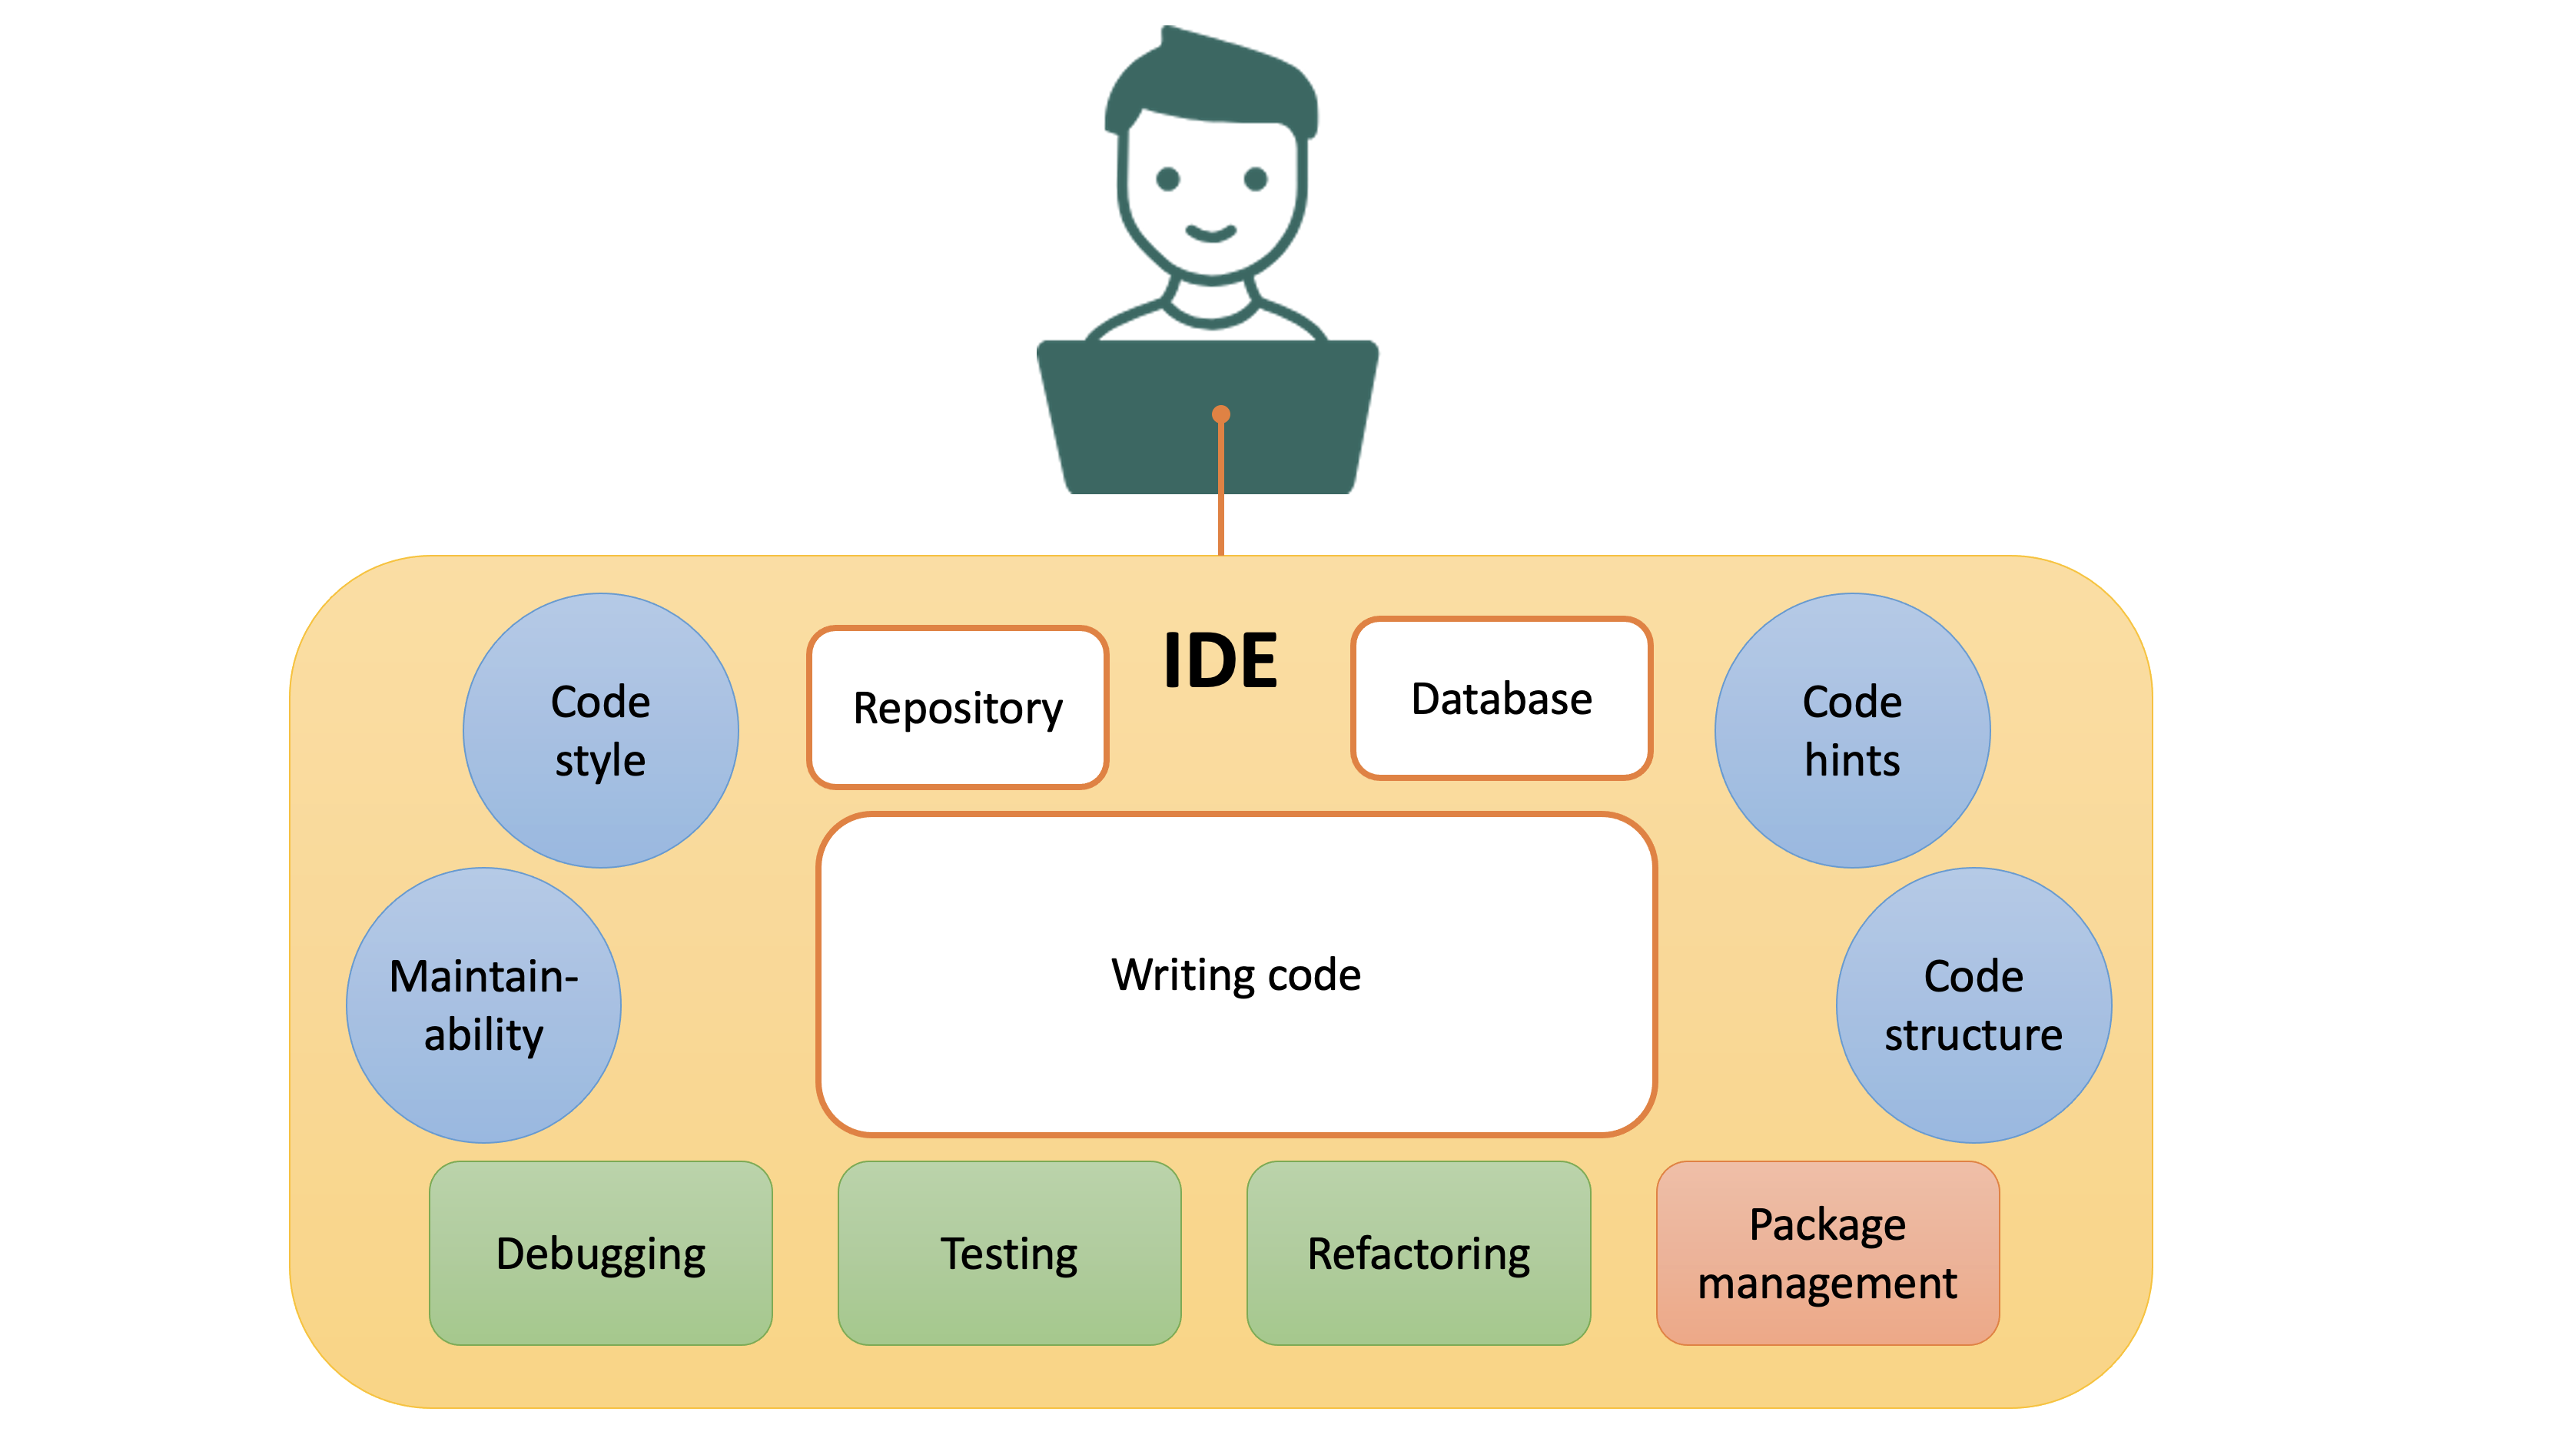 IDE
Code
style
Repository
Database
Code
hints
Maintain-
ability
Writing code
Code
structure
Debugging
Testing
Refactoring
Package
management